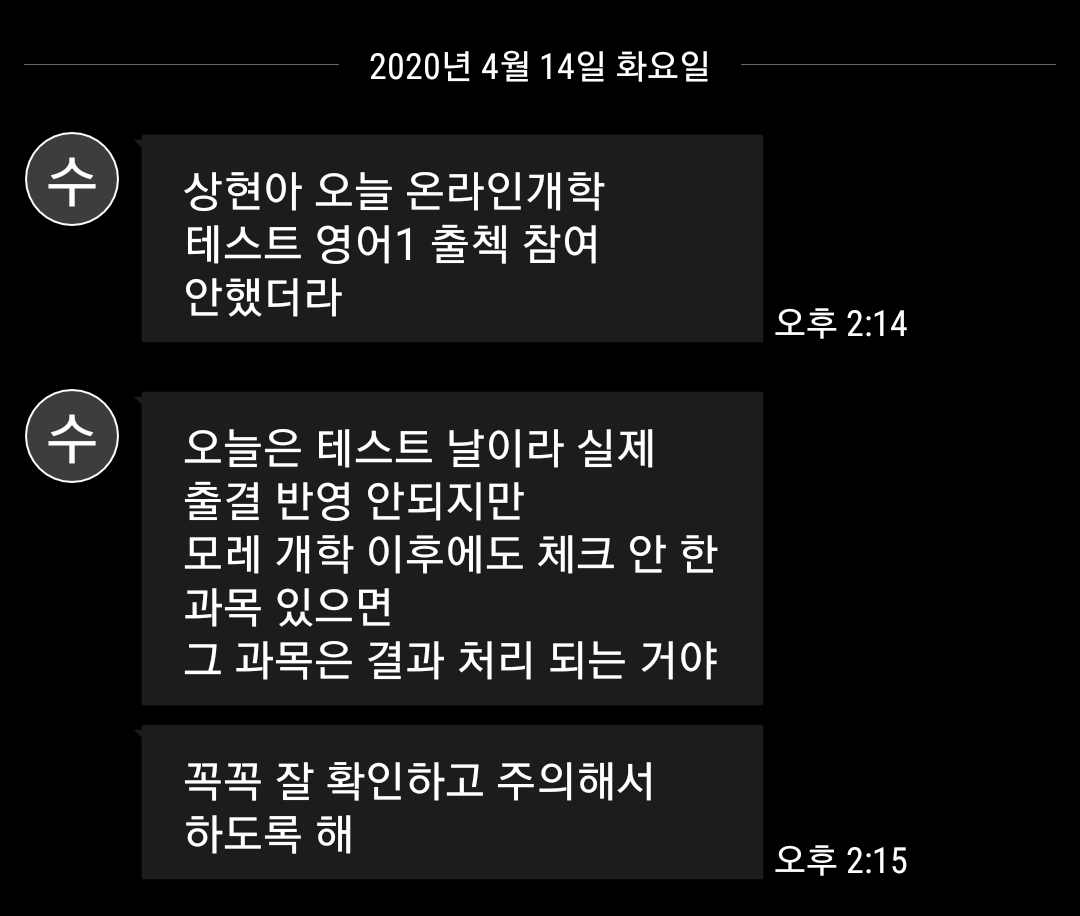 2020년 4월 14일 화요일
수
상현아 오늘 온라인개학
테스트 영어1 출첵 참여
안했더라
오후 2:14
수
오늘은 테스트 날이라 실제
출결 반영 안되지만
모레 개학 이후에도 체크 안 한
과목 있으면
그 과목은 결과 처리 되는 거야
꼭꼭 잘 확인하고 주의해서
하도록 해
오후 2:15